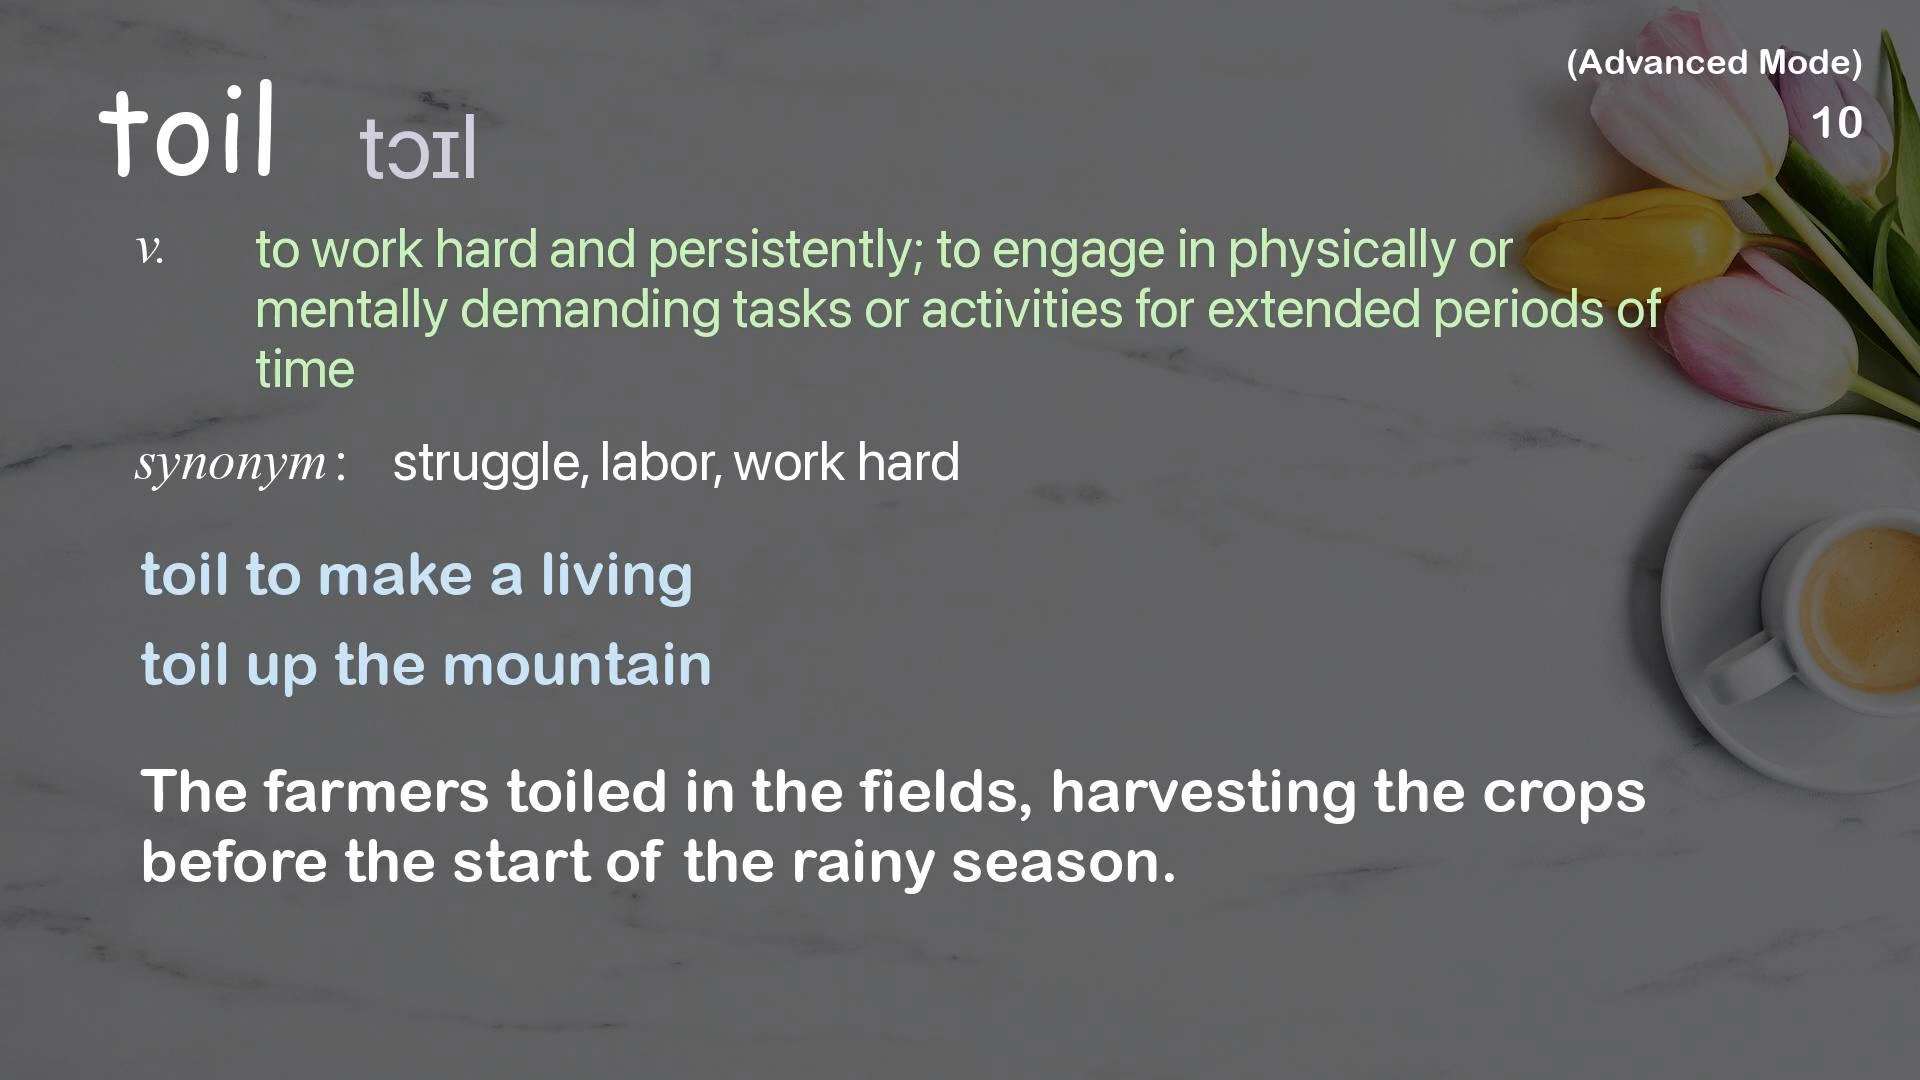 (Advanced Mode)
toil tɔɪl
10
v. to work hard and persistently; to engage in physically or
mentally demanding tasks or activities for extended periods of
time
synonym: struggle, labor, work hard
toil to make a living
toil up the mountain
The farmers toiled in the fields, harvesting the crops
before the start of the rainy season.